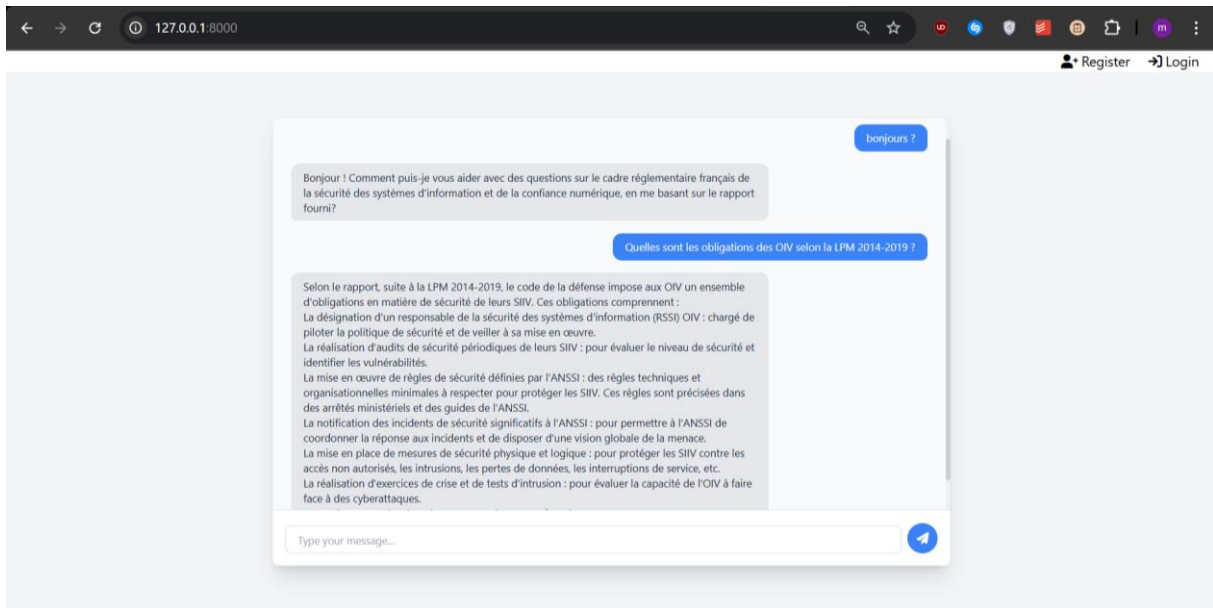 127.0.0.1:8000
Register Login
bonjours ?
Bonjour ! Comment puis-je vous aider avec des questions sur le cadre réglementaire français de
la sécurité des systèmes d'information et de la confiance numérique, en me basant sur le rapport
fourni?
Quelles sont les obligations des OIV selon la LPM 2014-2019 ?
Selon le rapport, suite à la LPM 2014-2019, le code de la défense impose aux OIV un ensemble
d'obligations en matière de sécurité de leurs SIIV. Ces obligations comprennent :
La désignation d'un responsable de la sécurité des systèmes d'information (RSSI) OIV : chargé de
piloter la politique de sécurité et de veiller à sa mise en œuvre.
La réalisation d'audits de sécurité périodiques de leurs SIIV : pour évaluer le niveau de sécurité et
identifier les vulnérabilités.
La mise en œuvre de règles de sécurité définies par l'ANSSI : des règles techniques et
organisationnelles minimales à respecter pour protéger les SIIV. Ces règles sont précisées dans
des arrêtés ministériels et des guides de l'ANSSI.
La notification des incidents de sécurité significatifs à l'ANSSI : pour permettre à l'ANSSI de
coordonner la réponse aux incidents et de disposer d'une vision globale de la menace.
La mise en place de mesures de sécurité physique et logique : pour protéger les SIIV contre les
accès non autorisés, les intrusions, les pertes de données, les interruptions de service, etc.
La réalisation d'exercices de crise et de tests d'intrusion : pour évaluer la capacité de l'OIV à faire
face à des cyberattaques.
Type your message...